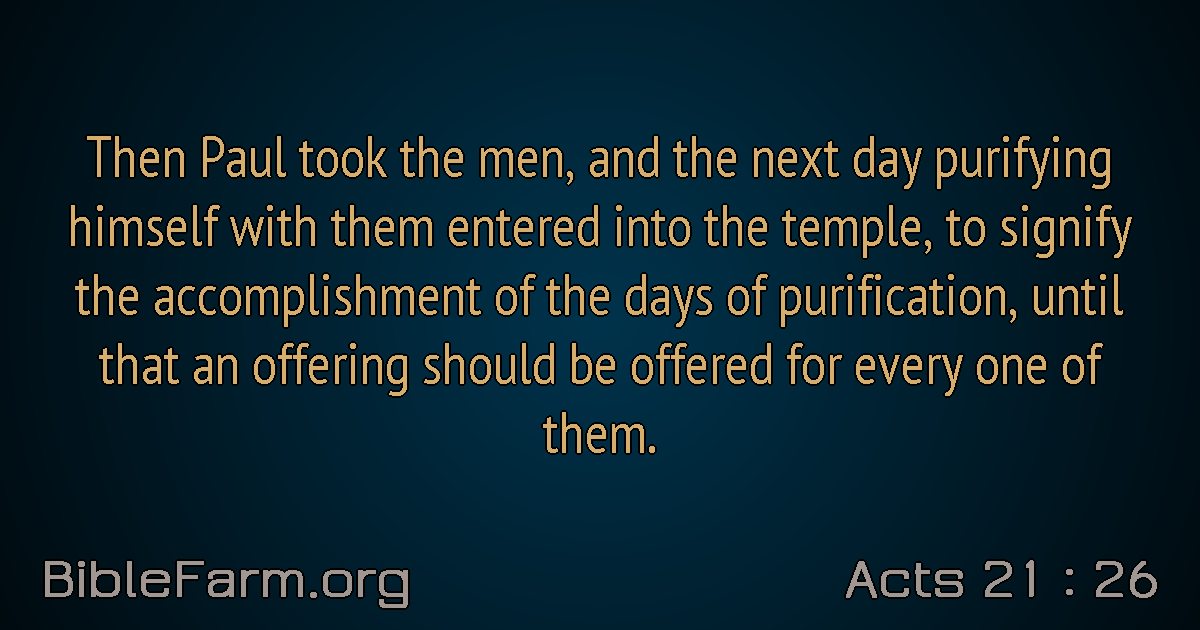 Then Paul took the men, and the next day purifying
himself with them entered into the temple, to signify
the accomplishment of the days of purification, until
that an offering should be offered for every one of
them.
BibleFarm.org
Acts 21 : 26